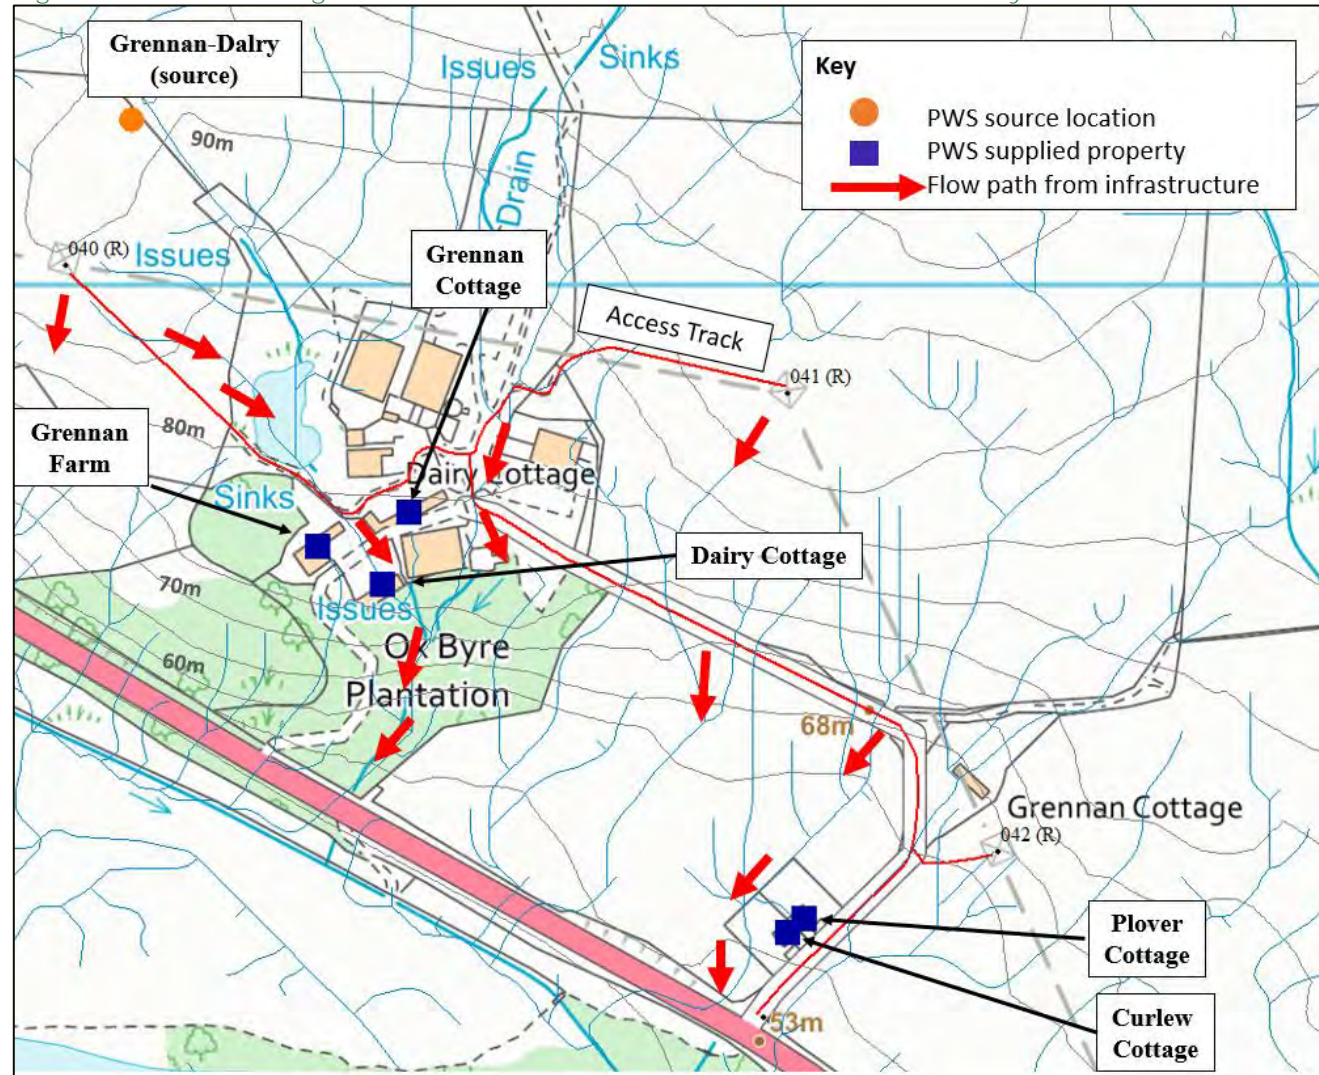 Grennan-Dalry
(source)
Issues
Sinks
Key
PWS source location
PWS supplied property
Flow path from infrastructure
90m
Drain
040 (R)
Issues
Grennan
Cottage
Access Track
041 (R)
Grennan
Farm
80m
Dairy Cottage
Sinks
Dairy Cottage
70m
Issues
Ox Byre
Plantation
60m
68m
Grennan Cottage
042 (R)
Plover
Cottage
Curlew
Cottage
53m